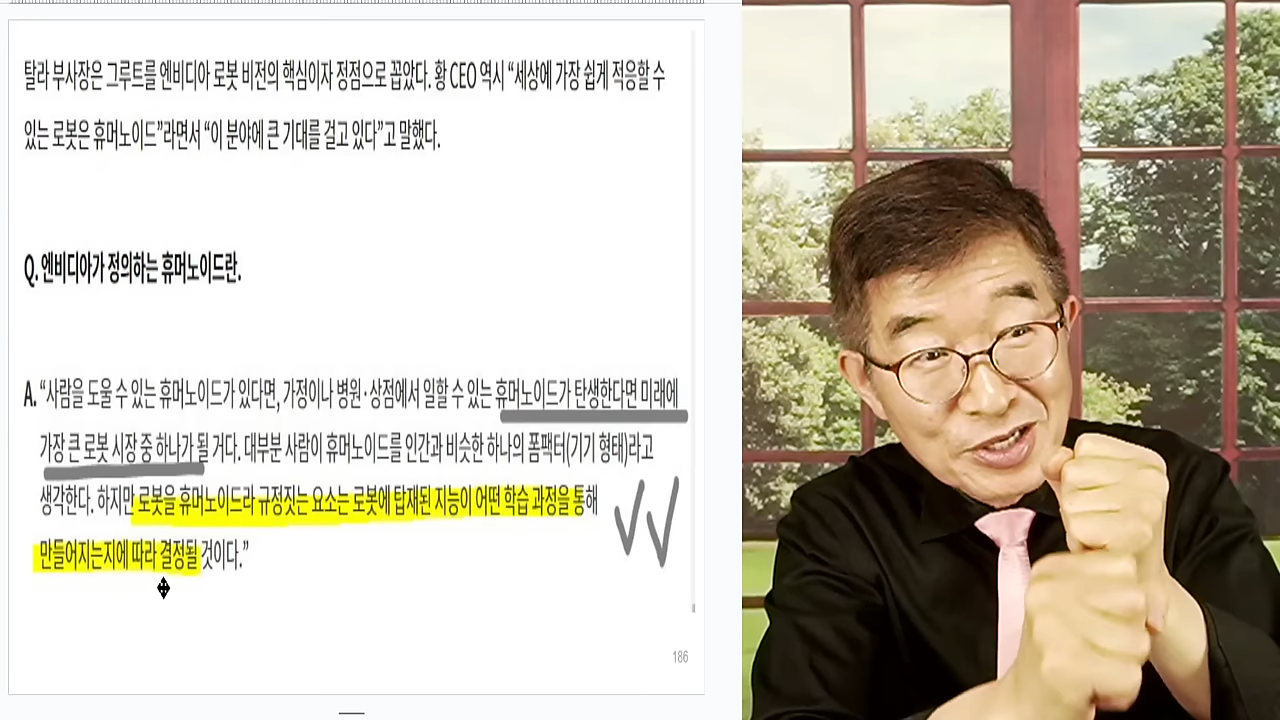 탈라 부사장은 그루트를 엔비디아 로봇 비전의 핵심이자 정점으로 꼽았다. 황 CEO 역시 “세상에 가장 쉽게 적응할 수
있는 로봇은 휴머노이드”라면서 “이 분야에 큰 기대를 걸고 있다”고 말했다.
Q. 엔비디아가 정의하는 휴머노이드란.
A. “사람을 도울 수 있는 휴머노이드가 있다면, 가정이나 병원·상점에서 일할 수 있는 휴머노이드가 탄생한다면 미래에
가장 큰 로봇 시장 중 하나가 될 거다. 대부분 사람이 휴머노이드를 인간과 비슷한 하나의 폼팩터(기기 형태)라고
생각한다. 하지만 로봇을 휴머노이드라 규정짓는 요소는 로봇에 탑재된 지능이 어떤 학습 과정을 통해
만들어지는지에 따라 결정될 것이다.”
186